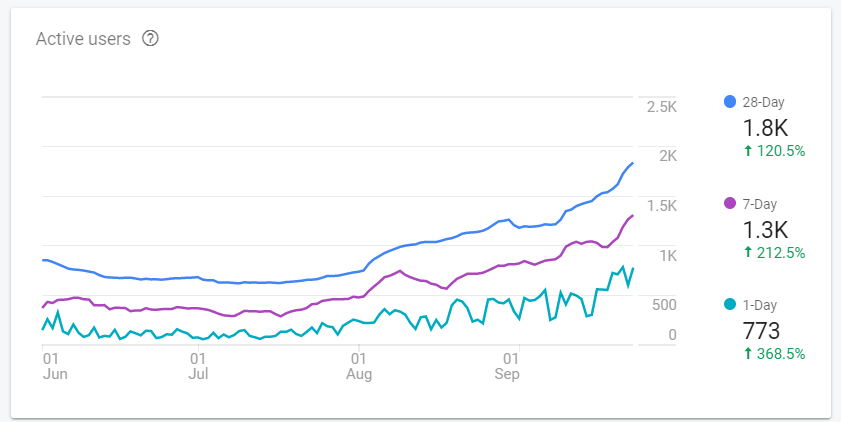 Active users ?
2.5K
2K
1.5K
1K
500
0
01 Jun
01 Jul
01 Aug
01 Sep
28-Day
1.8K
↑ 120.5%
7-Day
1.3K
↑ 212.5%
1-Day
773
↑ 368.5%